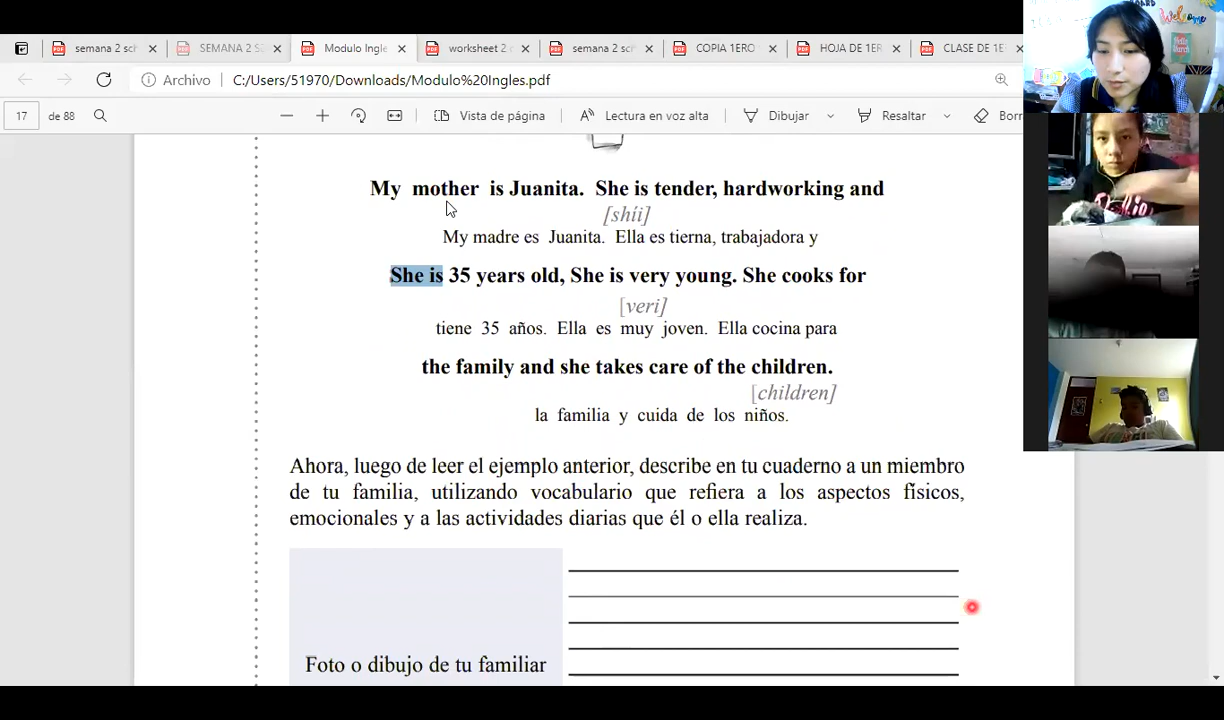 semana 2 sch
SEMANA 2 S
Modulo Ingle
worksheet 2
semana 2 sch
COPIA 1ERO
HOJA DE 1ER
CLASE DE 1E
Archivo C:/Users/51970/Downloads/Modulo%20Ingles.pdf
17 de 88 Vista de página Lectura en voz alta Dibujar Resaltar Borr
My mother is Juanita. She is tender, hardworking and
[shíi]
My madre es Juanita. Ella es tierna, trabajadora y
She is 35 years old, She is very young. She cooks for
[veri]
tiene 35 años. Ella es muy joven. Ella cocina para
the family and she takes care of the children.
[children]
la familia y cuida de los niños.
Ahora, luego de leer el ejemplo anterior, describe en tu cuaderno a un miembro
de tu familia, utilizando vocabulario que refiera a los aspectos físicos,
emocionales y a las actividades diarias que él o ella realiza.
Foto o dibujo de tu familiar
Welcome